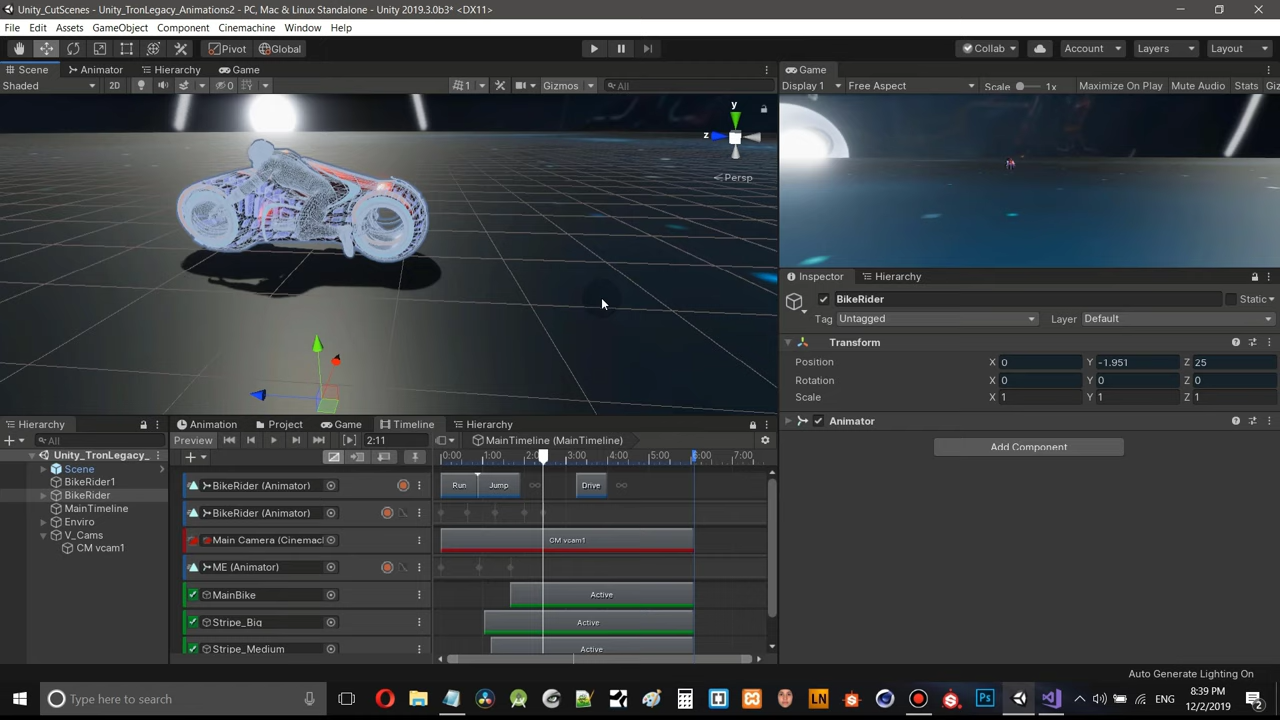 Unity_CutScenes - Unity_TronLegacy_Animations2 - PC, Mac & Linux Standalone - Unity 2019.3.0b3* <DX11>
File Edit Assets GameObject Component Cinemachine Window Help
Pivot Global Collab Account Layers Layout
Scene Animator Hierarchy Game
Shaded 2D 0 1 Gizmos All
y
z
Persp
Game
Display 1 Free Aspect Scale 1x Maximize On Play Mute Audio Stats
Inspector Hierarchy
BikeRider Static
Tag Untagged Layer Default
Transform
Position X 0 Y -1.951 Z 25
Rotation X 0 Y 0 Z 0
Scale X 1 Y 1 Z 1
Animator
Add Component
Hierarchy
All
Unity_TronLegacy_
Scene
BikeRider1
BikeRider
MainTimeline
Enviro
V_Cams
CM vcam1
Animation Project Game Timeline Hierarchy
Preview 2:11 MainTimeline (MainTimeline)
0:00 1:00 2:0 3:00 4:00 5:00 6:00 7:00
BikeRider (Animator) Run Jump Drive
BikeRider (Animator)
Main Camera (Cinemac CM vcam1
ME (Animator)
MainBike Active
Stripe_Big Active
Stripe_Medium Active
Auto Generate Lighting On
Type here to search
ENG
8:39 PM
12/2/2019
2
LN
Ps